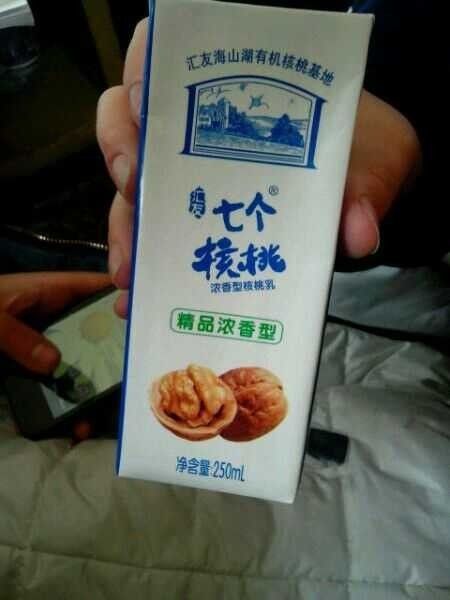 汇友海山湖有机核桃基地
汇友 七个®
核桃
浓香型核桃乳
精品浓香型
净含量:250mL